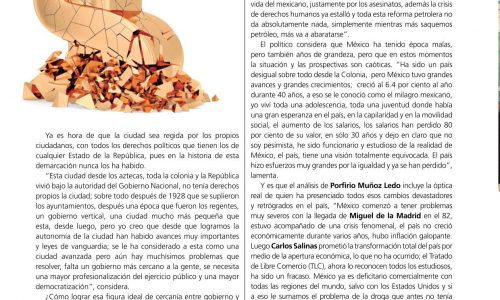 Ya es hora de que la ciudad sea regida por los propios
ciudadanos, con todos los derechos políticos que tienen los de
cualquier Estado de la República, pues en la historia de esta
demarcación nunca los ha habido.
“Esta ciudad desde los aztecas, toda la colonia y la República
vivió bajo la autoridad del Gobierno Nacional, no tenía derechos
propios la ciudad; sobre todo después de 1928 que se suplieron
los ayuntamientos, después una época que fueron los regentes,
un gobierno vertical, una ciudad mucho más pequeña que
esta, desde luego, pero yo creo que desde que logramos la
autonomía de la ciudad han habido avances muy importantes
y leyes de vanguardia; se le ha considerado a esta como una
ciudad avanzada pero aún hay muchísimos problemas que
resolver, falta un gobierno más cercano a la gente, se necesita
una mayor profesionalización del ejercicio público y una mayor
democratización”, considera.
¿Cómo lograr esa figura ideal de cercanía entre gobierno y
vida del mexicano, justamente por los asesinatos, además la crisis
de derechos humanos ya estalló y toda esta reforma petrolera no
da absolutamente nada, simplemente mientras más saquemos
petróleo, más va a abaratarse”.
El político considera que México ha tenido época malas,
pero también años de grandeza, pero que en estos momentos
la situación y las prospectivas son caóticas. “Ha sido un país
desigual sobre todo desde la Colonia, pero México tuvo grandes
avances y grandes crecimientos; creció al 6.4 por ciento al año
durante 40 años, a eso se le conoció como el milagro mexicano,
yo viví toda una adolescencia, toda una juventud donde había
una gran esperanza en el país, en la capilaridad y en la movilidad
social, el aumento de los salarios, los salarios han perdido 80
por ciento de su valor, en sólo 30 años y dejo en claro que no
soy pesimista, he sido funcionario y estudioso de la realidad de
México, el país, tiene una visión totalmente equivocada. El país
hizo esfuerzos muy grandes por la igualdad y ya se han perdido”,
lamenta.
Y es que el análisis de Porfirio Muñoz Ledo incluye la óptica real
de quien ha presenciado todos esos cambios devastadores
y retrógrados en el país, “México comenzó a tener problemas
muy severos con la llegada de Miguel de la Madrid en el 82,
estuvo acompañado de una crisis fenomenal, el país no creció
económicamente durante varios años, hubo inflación galopante.
Luego Carlos Salinas prometió la transformación total del país por
medio de la apertura económica, lo que no ha ocurrido; el Tratado
de Libre Comercio (TLC), ahora lo reconocen todos los estudiosos,
ha sido un fracaso. México ya es deficitario comercialmente con
todas las regiones del mundo, salvo con los Estados Unidos y si
a eso le sumamos el problema de la droga que antes no tenía